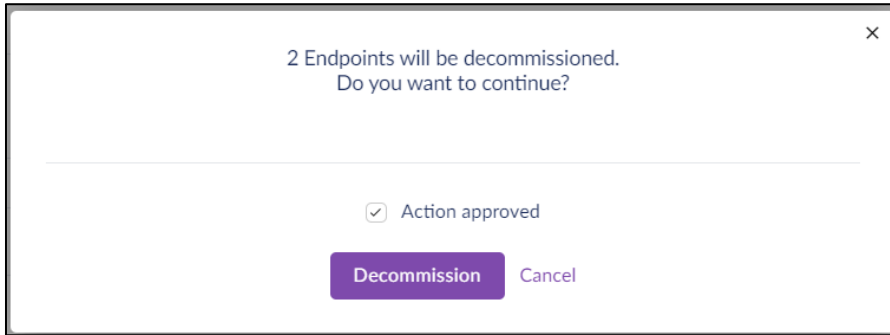 2 Endpoints will be decommissioned.
Do you want to continue?
Action approved
Decommission Cancel